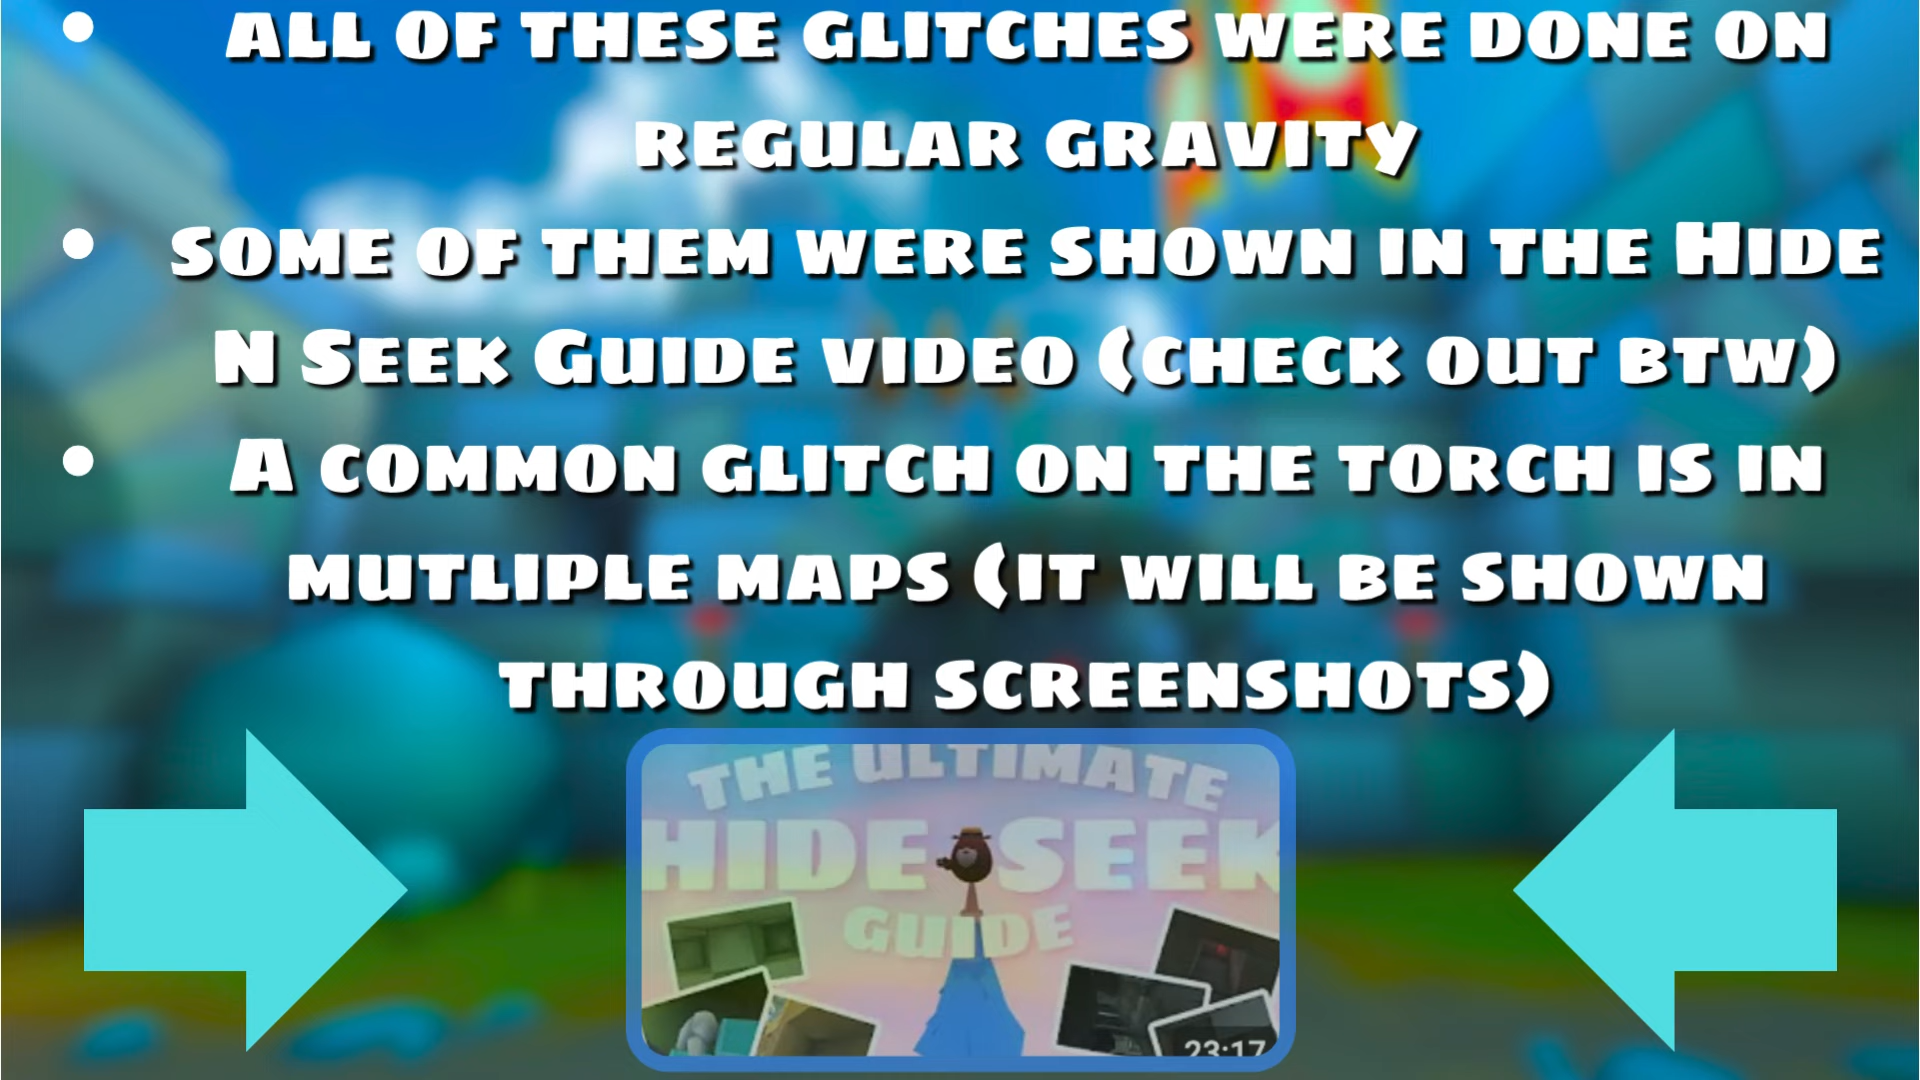 • ALL OF THESE GLITCHES WERE DONE ON
REGULAR GRAVITY
• SOME OF THEM WERE SHOWN IN THE HIDE
N SEEK GUIDE VIDEO (CHECK OUT BTW)
• A COMMON GLITCH ON THE TORCH IS IN
MUTLIPLE MAPS (IT WILL BE SHOWN
THROUGH SCREENSHOTS)
THE ULTIMATE
HIDE SEEK
GUIDE
23:17